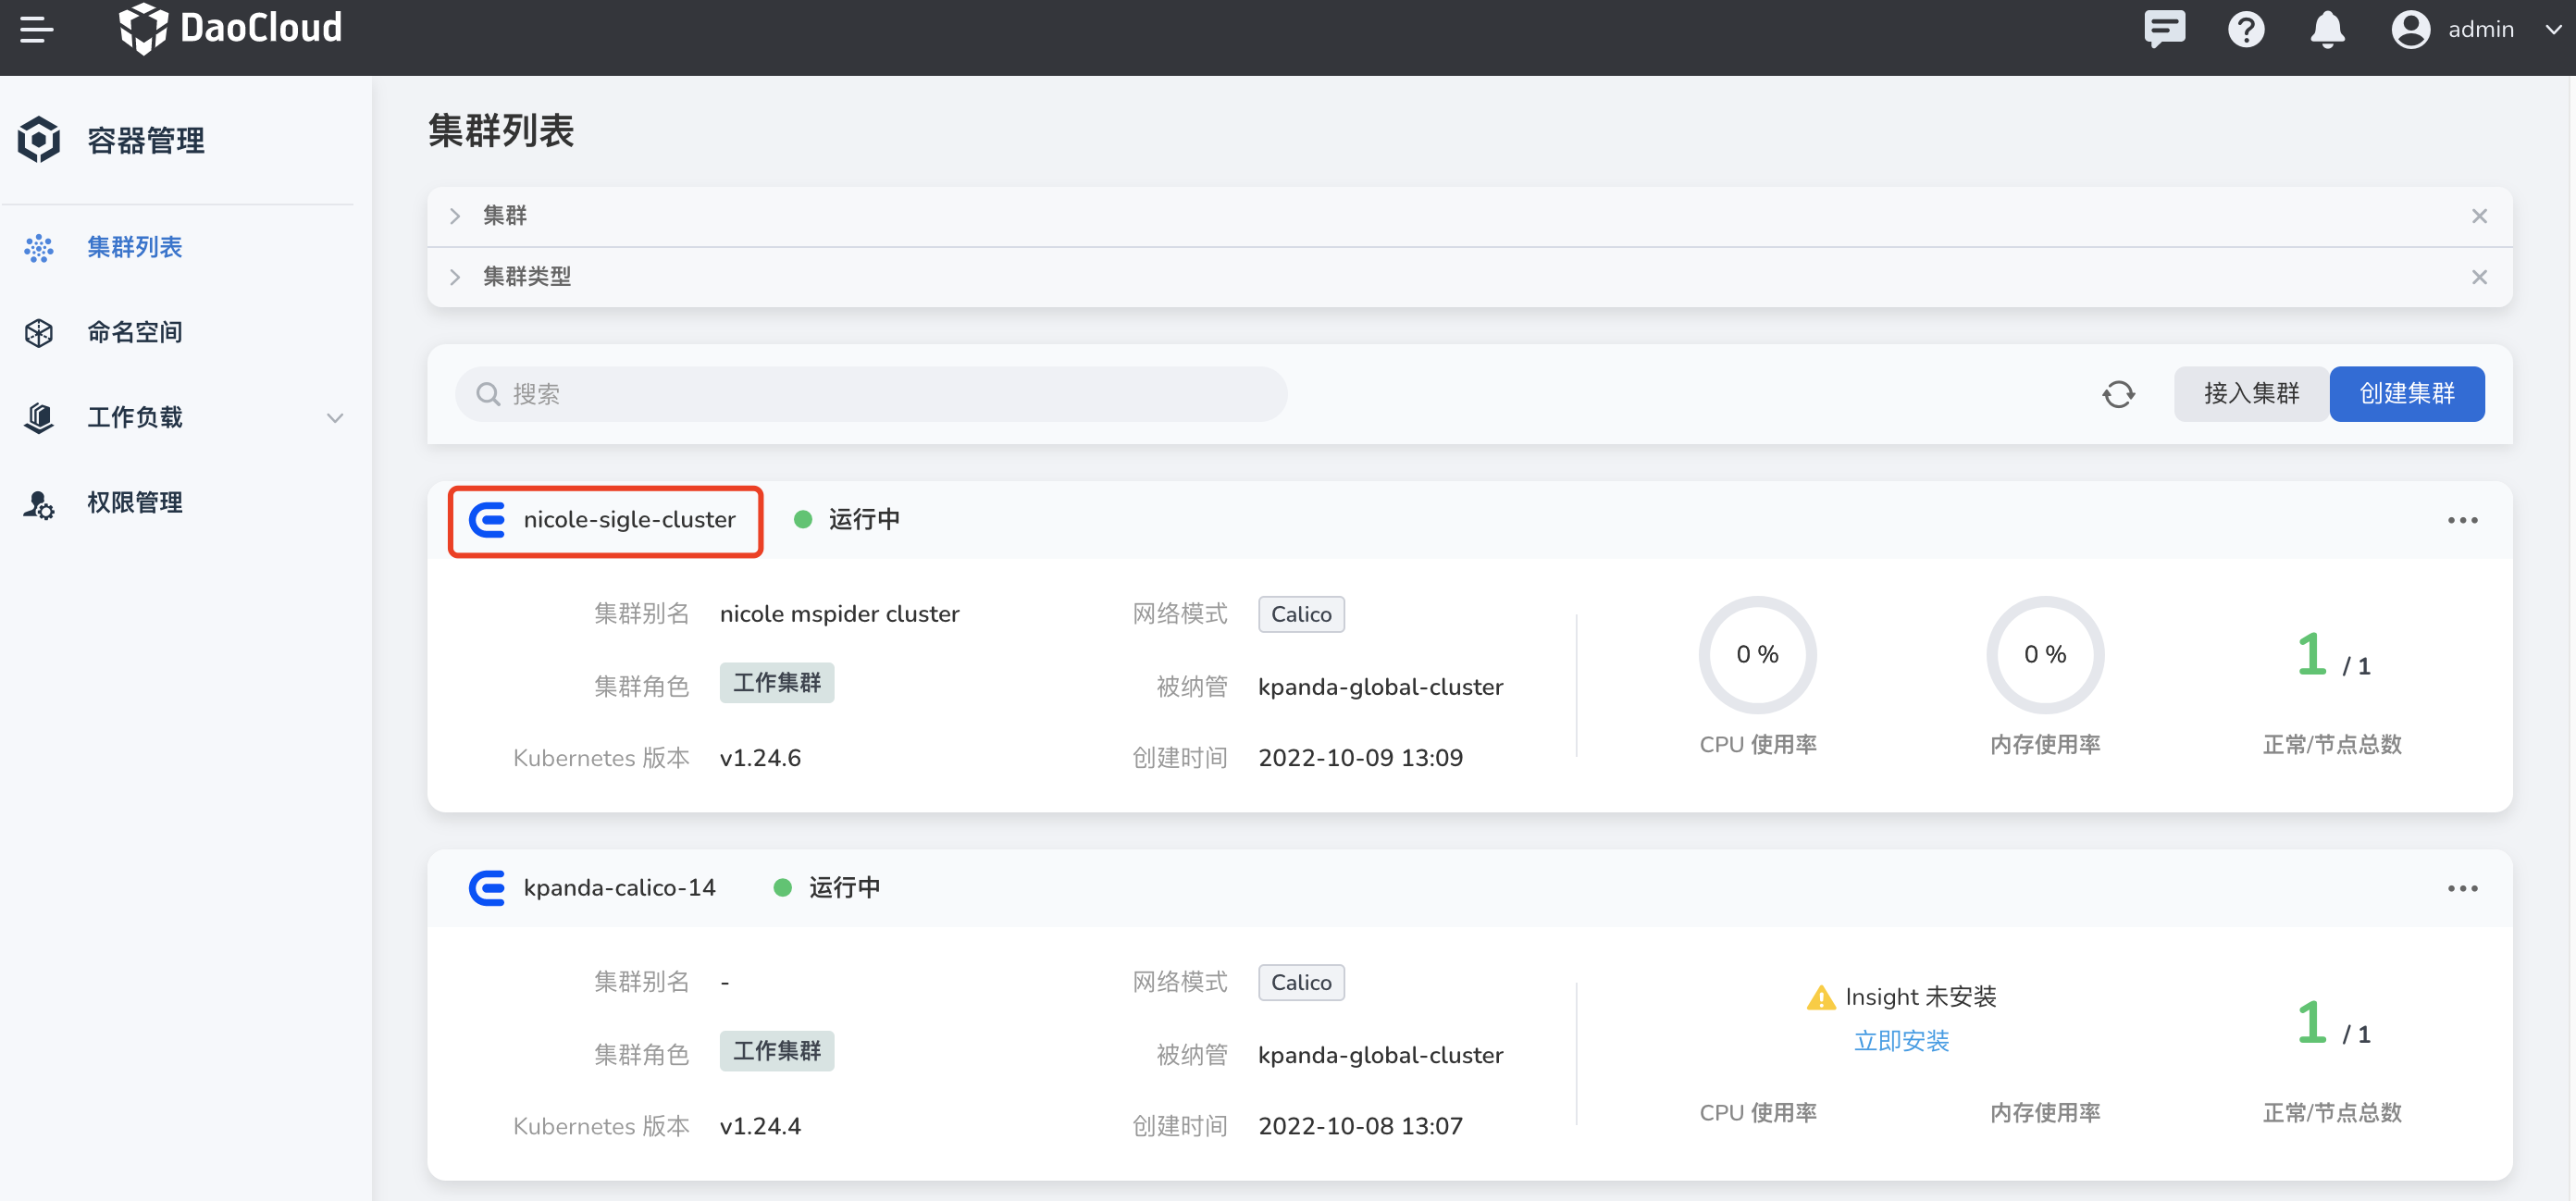 DaoCloud
admin
容器管理
集群列表
命名空间
工作负载
权限管理
集群列表
集群
集群类型
搜索
接入集群
创建集群
nicole-sigle-cluster
运行中
集群别名 nicole mspider cluster
网络模式 Calico
集群角色 工作集群
被纳管 kpanda-global-cluster
Kubernetes 版本 v1.24.6
创建时间 2022-10-09 13:09
0 %
CPU 使用率
0 %
内存使用率
1 / 1
正常/节点总数
kpanda-calico-14
运行中
集群别名 -
网络模式 Calico
集群角色 工作集群
被纳管 kpanda-global-cluster
Kubernetes 版本 v1.24.4
创建时间 2022-10-08 13:07
Insight 未安装
立即安装
CPU 使用率
内存使用率
1 / 1
正常/节点总数